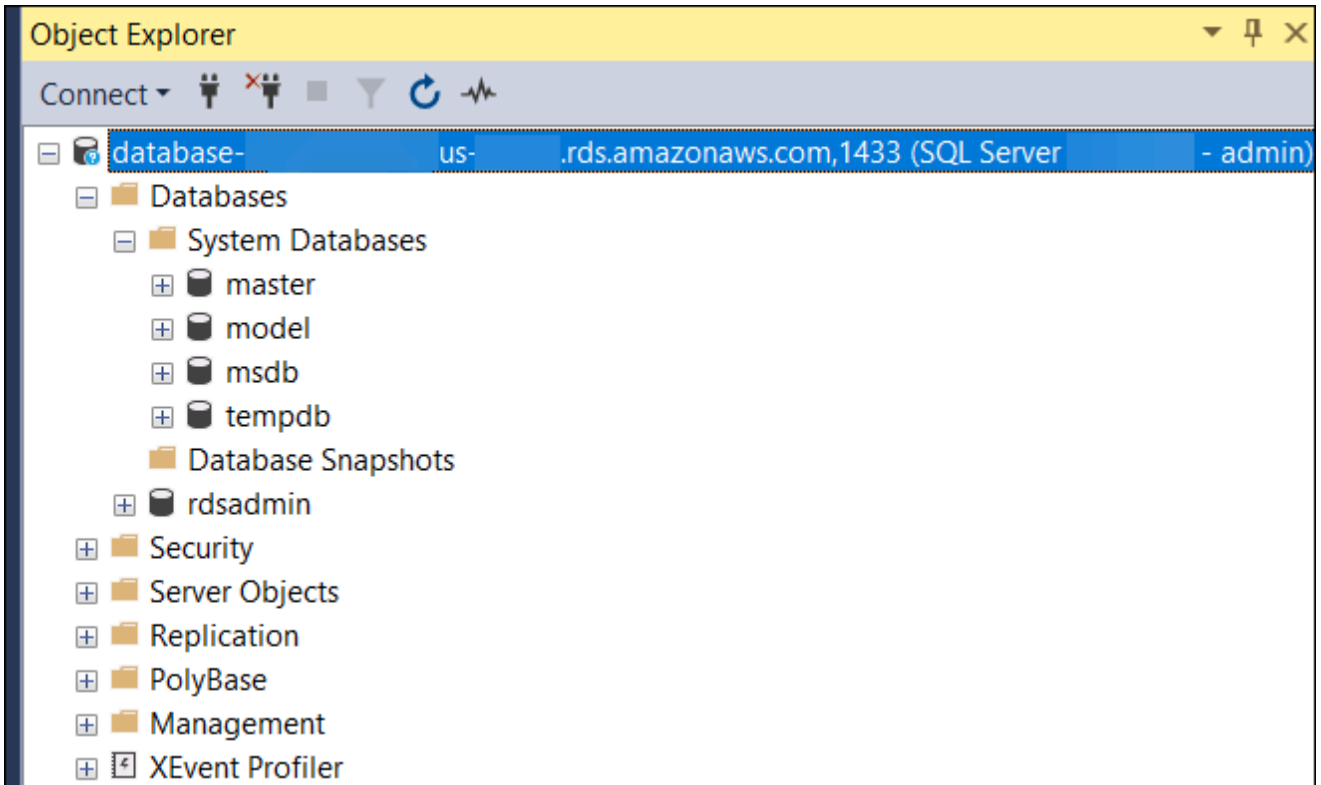 Object Explorer
Connect
database- us- .rds.amazonaws.com,1433 (SQL Server - admin)
Databases
System Databases
master
model
msdb
tempdb
Database Snapshots
rdsadmin
Security
Server Objects
Replication
PolyBase
Management
XEvent Profiler